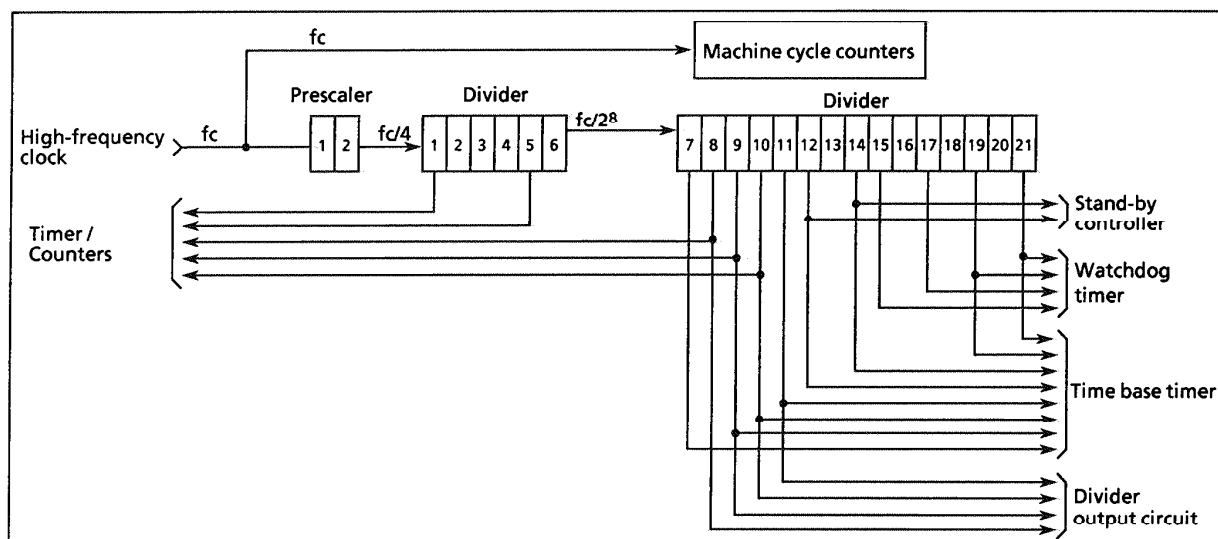 fc
Machine cycle counters
Prescaler
Divider
Divider
High-frequency
clock
fc
1 2
fc/4
1 2 3 4 5 6
fc/2⁸
7 8 9 10 11 12 13 14 15 16 17 18 19 20 21
Timer /
Counters
Stand-by
controller
Watchdog
timer
Time base timer
Divider
output circuit